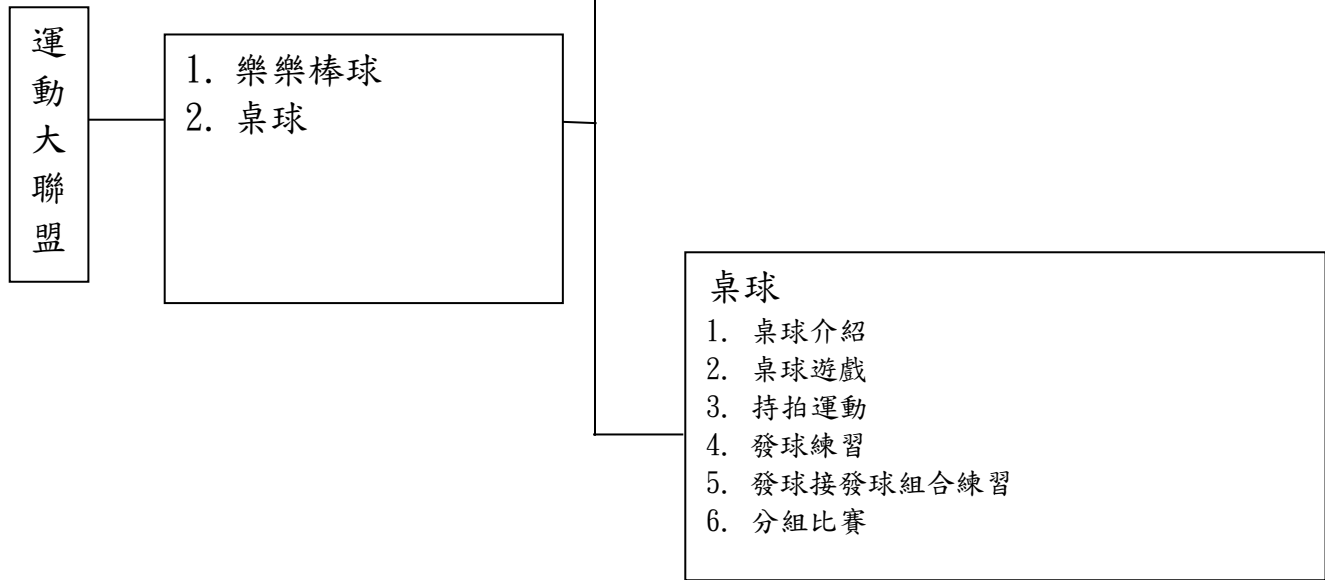 運動大聯盟
1. 樂樂棒球
2. 桌球
桌球
1. 桌球介紹
2. 桌球遊戲
3. 持拍運動
4. 發球練習
5. 發球接發球組合練習
6. 分組比賽